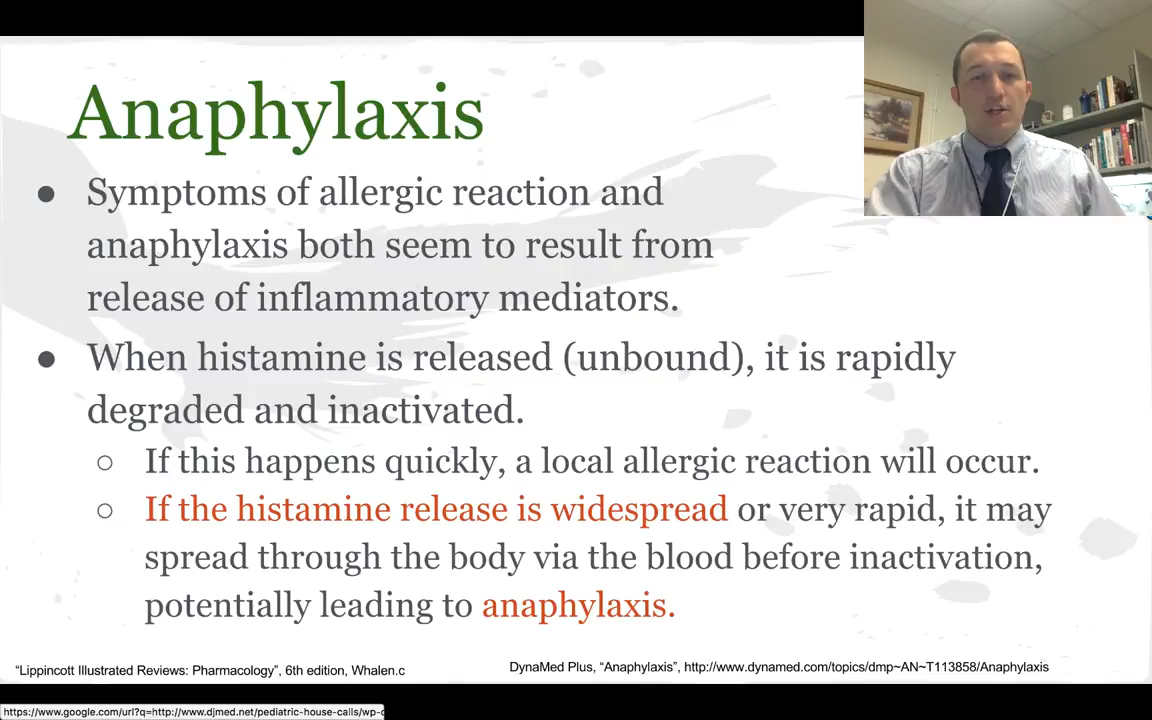 Anaphylaxis
● Symptoms of allergic reaction and
anaphylaxis both seem to result from
release of inflammatory mediators.
● When histamine is released (unbound), it is rapidly
degraded and inactivated.
○ If this happens quickly, a local allergic reaction will occur.
○ If the histamine release is widespread or very rapid, it may
spread through the body via the blood before inactivation,
potentially leading to anaphylaxis.
“Lippincott Illustrated Reviews: Pharmacology”, 6th edition, Whalen.c
DynaMed Plus, “Anaphylaxis”, http://www.dynamed.com/topics/dmp~AN~T113858/Anaphylaxis
https://www.google.com/url?q=http://www.djmed.net/pediatric-house-calls/wp-c